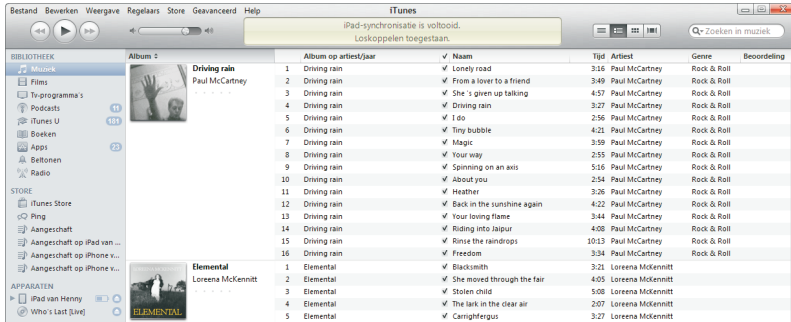 Bestand Bewerken Weergave Regelaars Store Geavanceerd Help iTunes
iPad-synchronisatie is voltooid.
Loskoppelen toegestaan.
Zoeken in muziek
BIBLIOTHEEK
Muziek
Films
Tv-programma's
Podcasts 11
iTunes U 181
Boeken
Apps 23
Beltonen
Radio
STORE
iTunes Store
Ping
Aangeschaft
Aangeschaft op iPad van ...
Aangeschaft op iPhone v...
Aangeschaft op iPhone v...
APPARATEN
iPad van Henny
Who's Last [Live]
Album Album op artiest/jaar Naam Tijd Artiest Genre Beoordeling
Driving rain
Paul McCartney
1 Driving rain Lonely road 3:16 Paul McCartney Rock & Roll
2 Driving rain From a lover to a friend 3:49 Paul McCartney Rock & Roll
3 Driving rain She 's given up talking 4:57 Paul McCartney Rock & Roll
4 Driving rain Driving rain 3:27 Paul McCartney Rock & Roll
5 Driving rain I do 2:56 Paul McCartney Rock & Roll
6 Driving rain Tiny bubble 4:21 Paul McCartney Rock & Roll
7 Driving rain Magic 3:59 Paul McCartney Rock & Roll
8 Driving rain Your way 2:55 Paul McCartney Rock & Roll
9 Driving rain Spinning on an axis 5:16 Paul McCartney Rock & Roll
10 Driving rain About you 2:54 Paul McCartney Rock & Roll
11 Driving rain Heather 3:26 Paul McCartney Rock & Roll
12 Driving rain Back in the sunshine again 4:22 Paul McCartney Rock & Roll
13 Driving rain Your loving flame 3:44 Paul McCartney Rock & Roll
14 Driving rain Riding into Jaipur 4:08 Paul McCartney Rock & Roll
15 Driving rain Rinse the raindrops 10:13 Paul McCartney Rock & Roll
16 Driving rain Freedom 3:34 Paul McCartney Rock & Roll
Elemental
Loreena McKennitt
ELEMENTAL
1 Elemental Blacksmith 3:21 Loreena McKennitt
2 Elemental She moved through the fair 4:05 Loreena McKennitt
3 Elemental Stolen child 5:08 Loreena McKennitt
4 Elemental The lark in the clear air 2:07 Loreena McKennitt
5 Elemental Carrighfergus 3:27 Loreena McKennitt